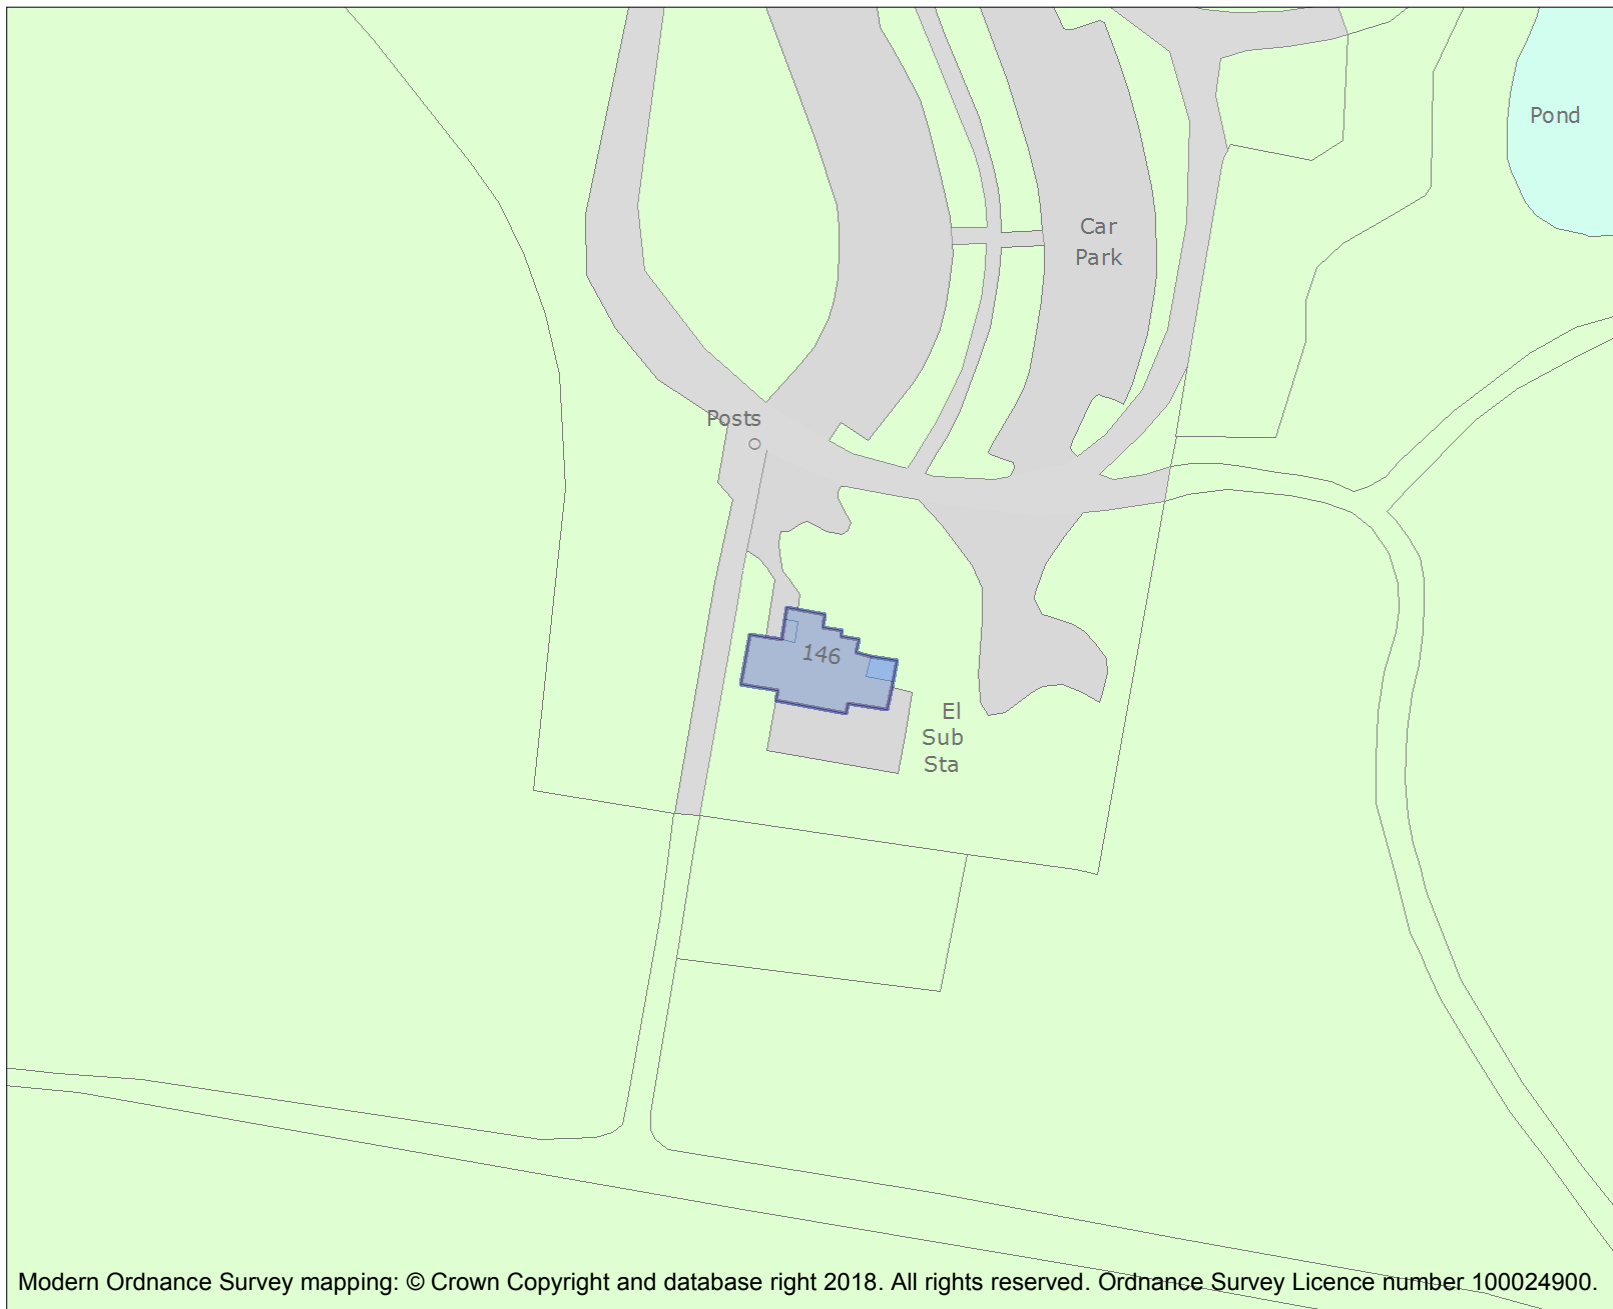 Pond
Car
Park
Posts
146
El
Sub
Sta
Modern Ordnance Survey mapping: © Crown Copyright and database right 2018. All rights reserved. Ordnance Survey Licence number 100024900.